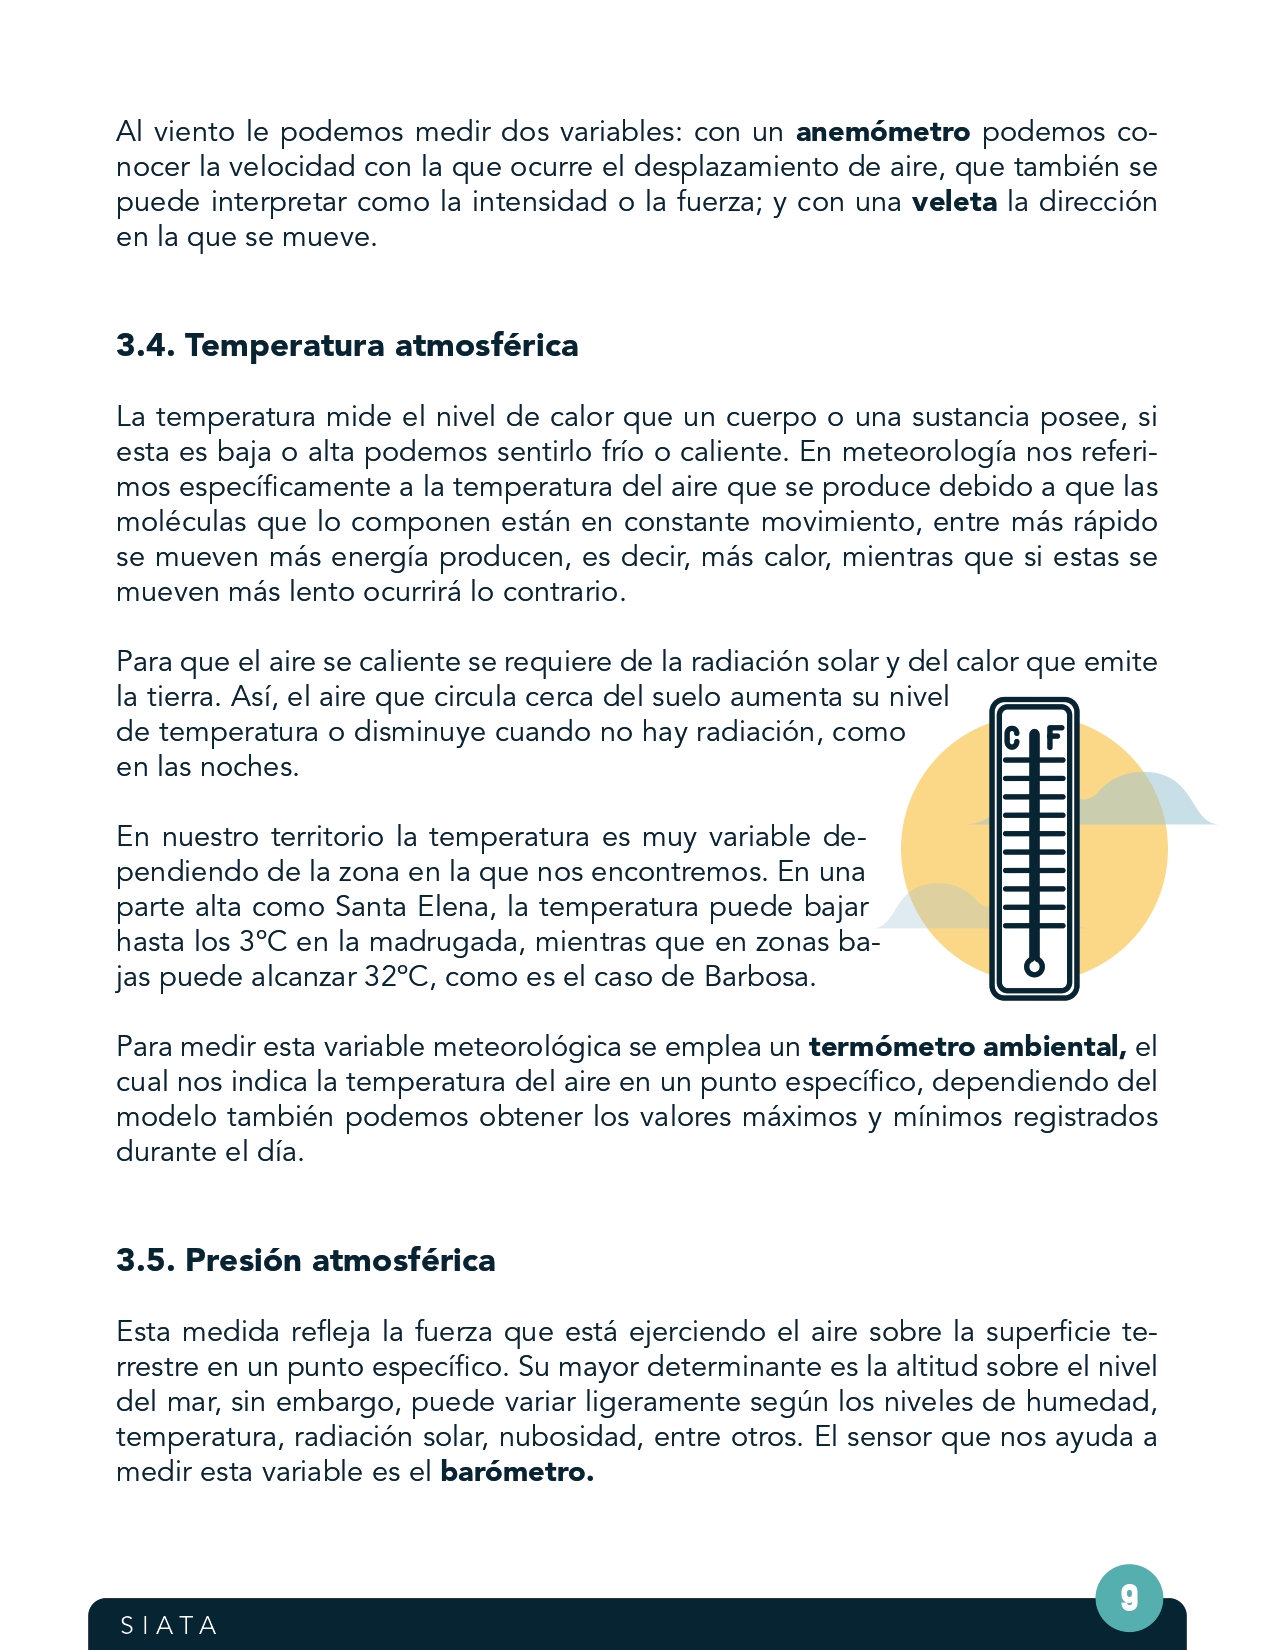 Al viento le podemos medir dos variables: con un anemómetro podemos co-
nocer la velocidad con la que ocurre el desplazamiento de aire, que también se
puede interpretar como la intensidad o la fuerza; y con una veleta la dirección
en la que se mueve.
3.4. Temperatura atmosférica
La temperatura mide el nivel de calor que un cuerpo o una sustancia posee, si
esta es baja o alta podemos sentirlo frío o caliente. En meteorología nos referi-
mos específicamente a la temperatura del aire que se produce debido a que las
moléculas que lo componen están en constante movimiento, entre más rápido
se mueven más energía producen, es decir, más calor, mientras que si estas se
mueven más lento ocurrirá lo contrario.
Para que el aire se caliente se requiere de la radiación solar y del calor que emite
la tierra. Así, el aire que circula cerca del suelo aumenta su nivel
de temperatura o disminuye cuando no hay radiación, como
en las noches.
C F
En nuestro territorio la temperatura es muy variable de-
pendiendo de la zona en la que nos encontremos. En una
parte alta como Santa Elena, la temperatura puede bajar
hasta los 3ºC en la madrugada, mientras que en zonas ba-
jas puede alcanzar 32ºC, como es el caso de Barbosa.
Para medir esta variable meteorológica se emplea un termómetro ambiental, el
cual nos indica la temperatura del aire en un punto específico, dependiendo del
modelo también podemos obtener los valores máximos y mínimos registrados
durante el día.
3.5. Presión atmosférica
Esta medida refleja la fuerza que está ejerciendo el aire sobre la superficie te-
rrestre en un punto específico. Su mayor determinante es la altitud sobre el nivel
del mar, sin embargo, puede variar ligeramente según los niveles de humedad,
temperatura, radiación solar, nubosidad, entre otros. El sensor que nos ayuda a
medir esta variable es el barómetro.
9
SIATA